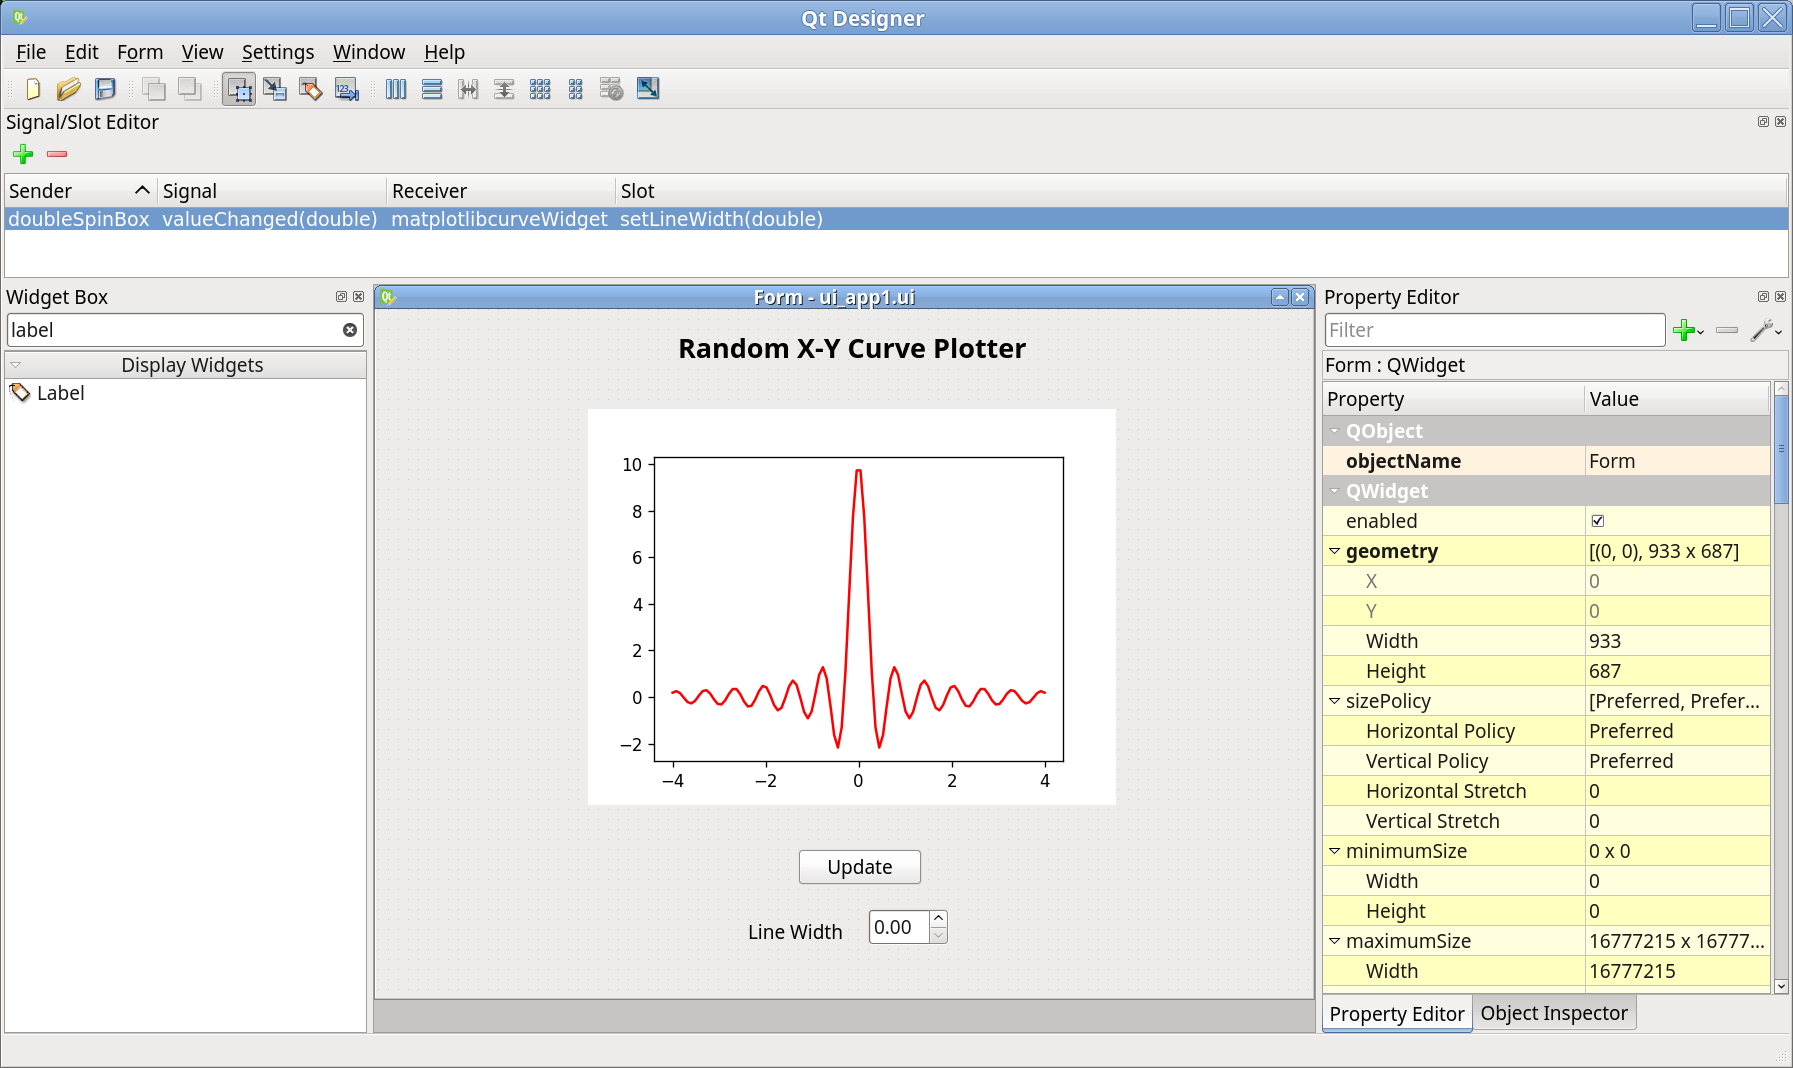 Qt Designer
File Edit Form View Settings Window Help
Signal/Slot Editor
Sender Signal Receiver Slot
doubleSpinBox valueChanged(double) matplotlibcurveWidget setLineWidth(double)
Widget Box
label
Display Widgets
Label
Form - ui_app1.ui
Random X-Y Curve Plotter
10
8
6
4
2
0
−2
−4 −2 0 2 4
Update
Line Width 0.00
Property Editor
Filter
Form : QWidget
Property Value
QObject
objectName Form
QWidget
enabled
geometry [(0, 0), 933 x 687]
X 0
Y 0
Width 933
Height 687
sizePolicy [Preferred, Prefer...
Horizontal Policy Preferred
Vertical Policy Preferred
Horizontal Stretch 0
Vertical Stretch 0
minimumSize 0 x 0
Width 0
Height 0
maximumSize 16777215 x 16777...
Width 16777215
Property Editor Object Inspector